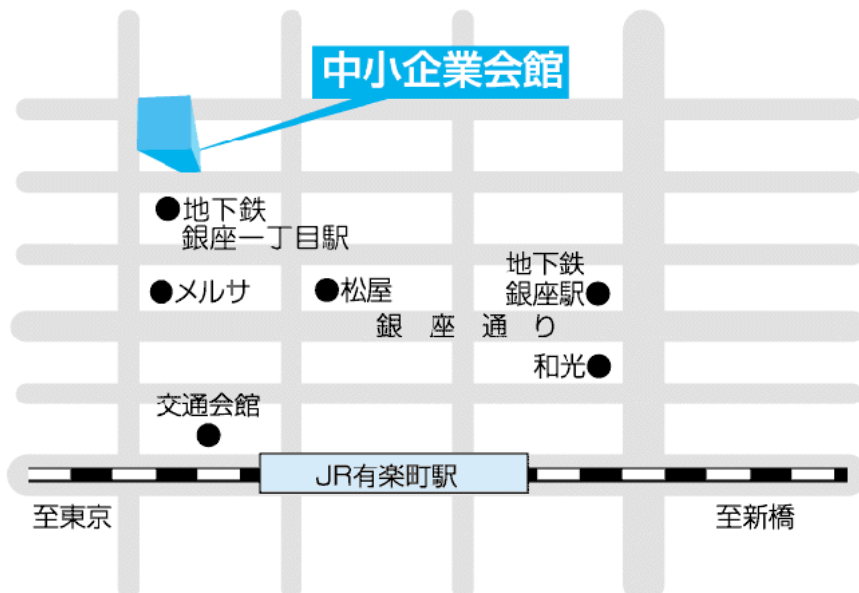 中小企業会館
地下鉄
銀座一丁目駅
地下鉄
銀座駅
メルサ
松屋
銀座通り
和光
交通会館
JR有楽町駅
至東京
至新橋